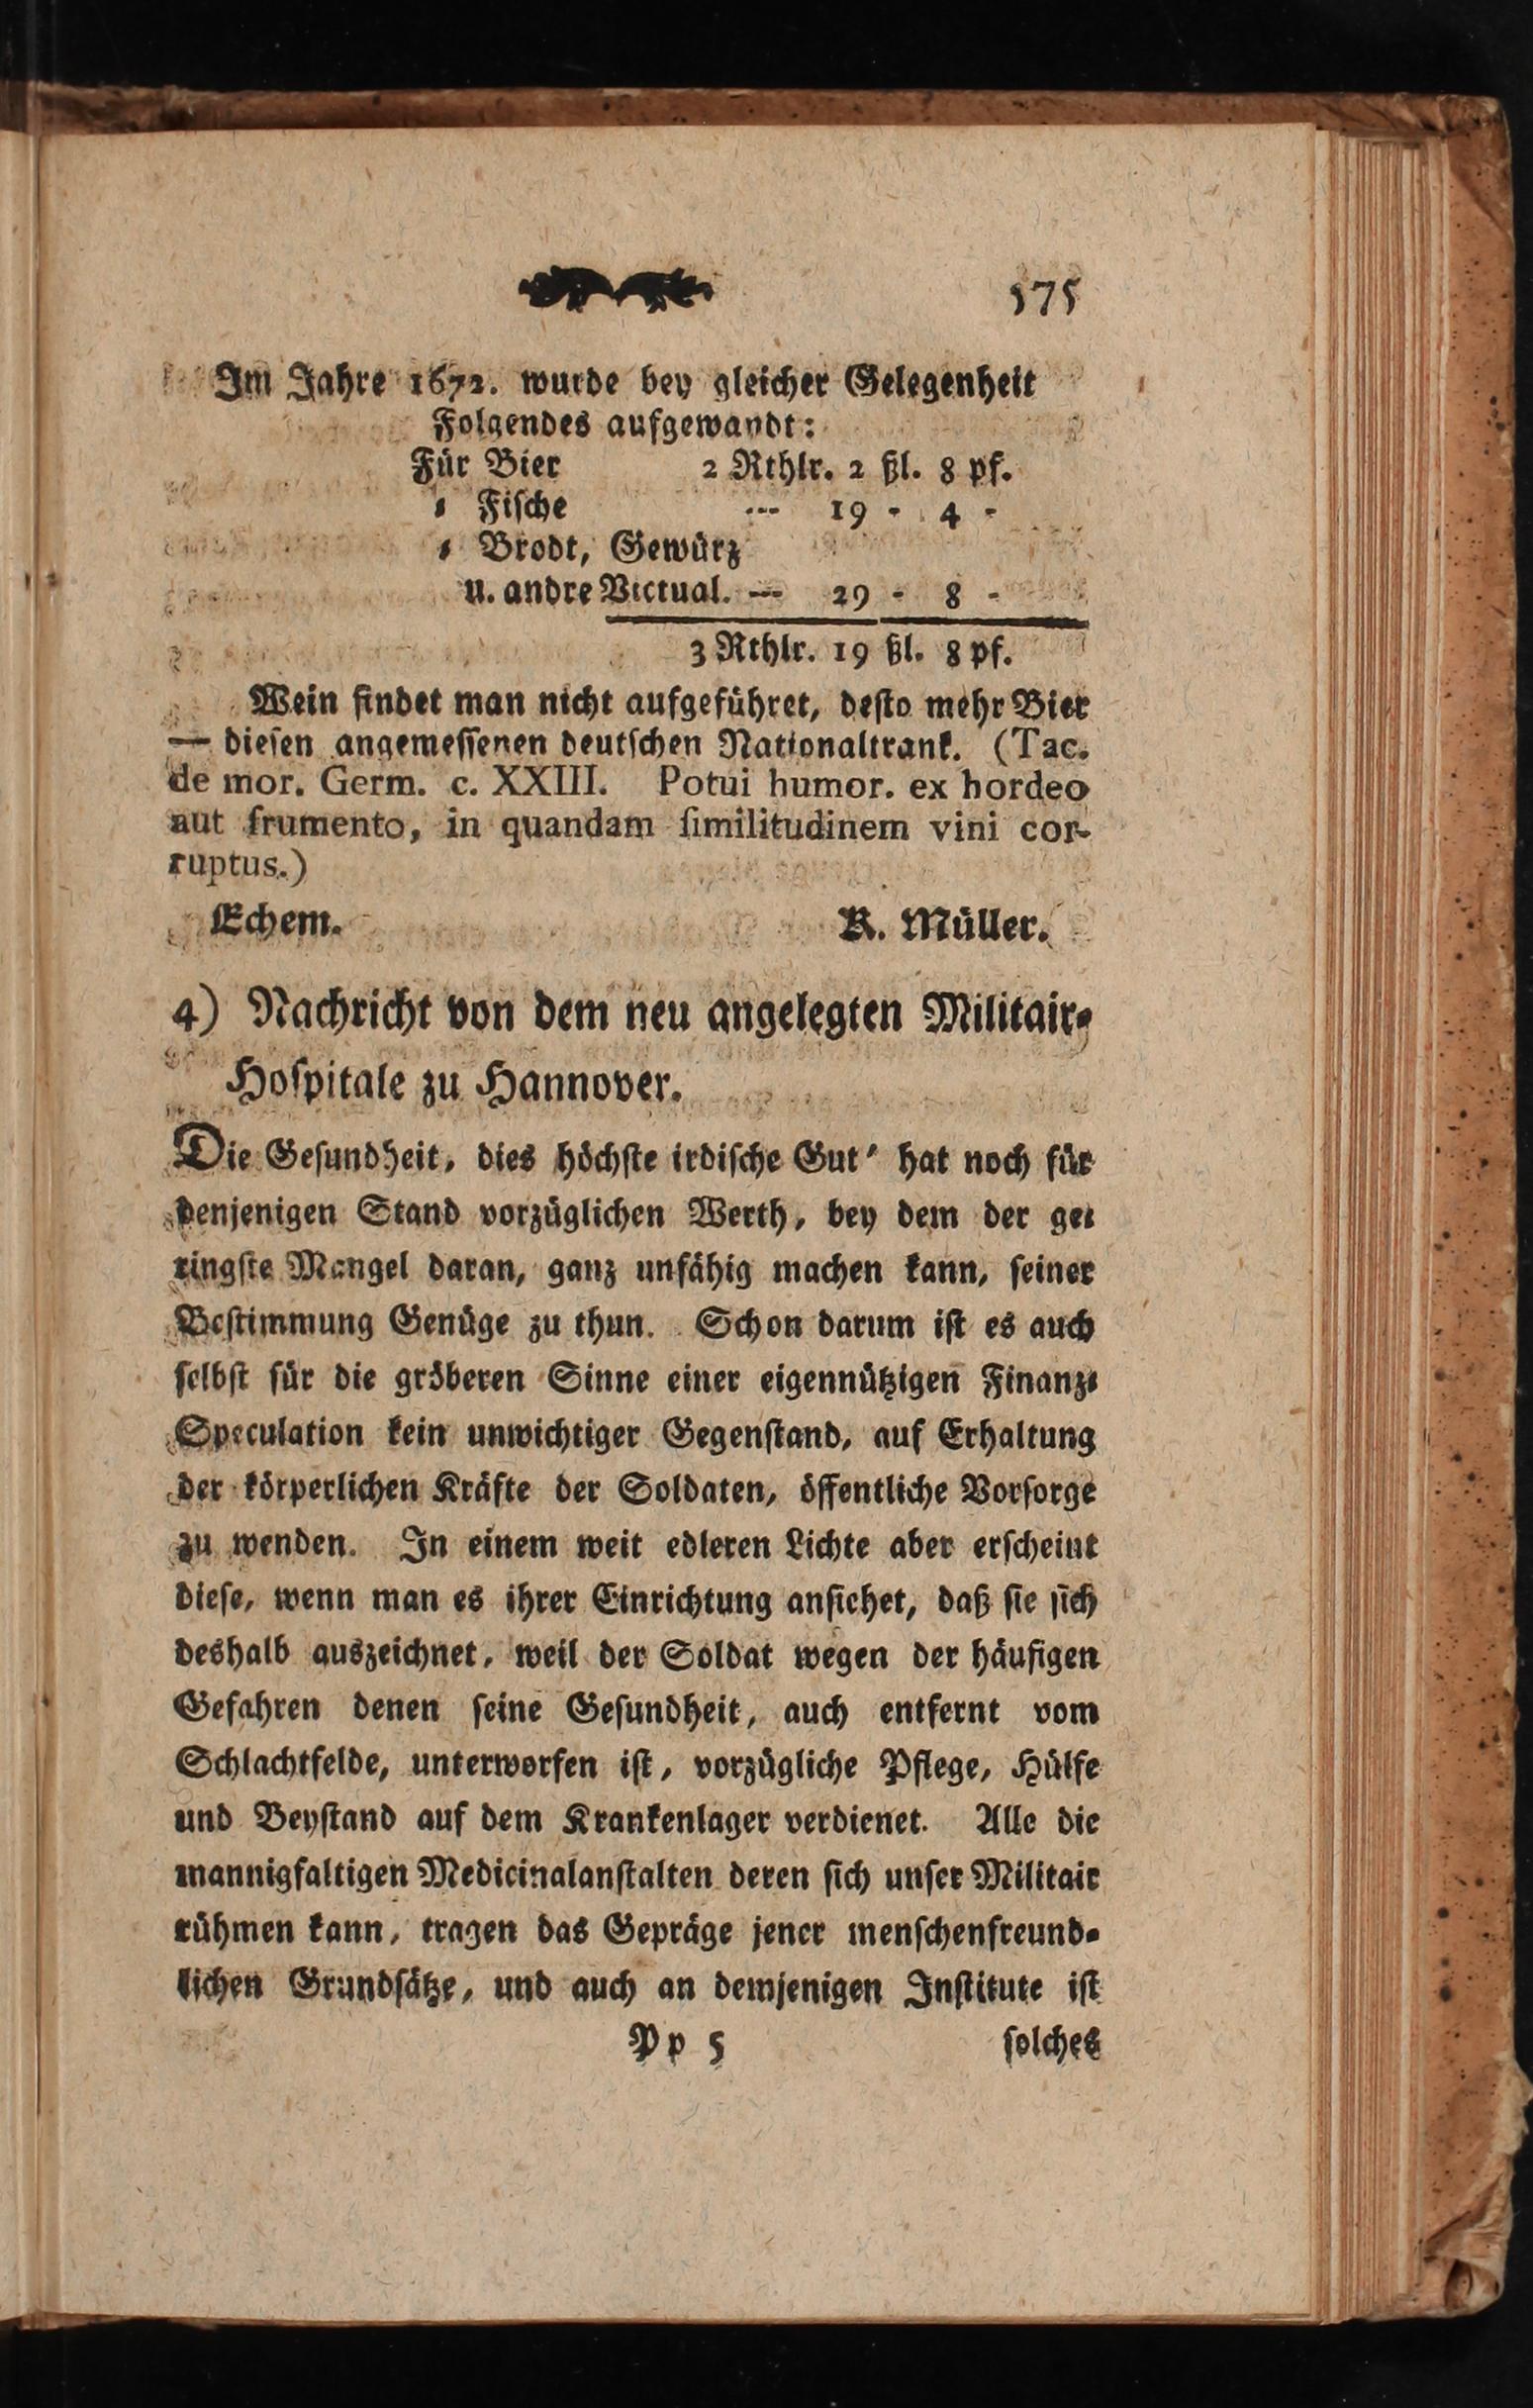 575
Im Jahre 1672. wurde bey gleicher Gelegenheit
Folgendes aufgewandt:
Für Bier 2 Rthlr. 2 ßl. 8 pf.
⸗ Fiſche --- 19 - 4 -
⸗ Brodt, Gewürz
u. andre Victual. --- 29 - 8 -
3 Rthlr. 19 ßl. 8 pf.
Wein findet man nicht aufgeführet, deſto mehr Bier
— dieſen angemeſſenen deutſchen Nationaltrank. (Tac.
de mor. Germ. c. XXIII. Potui humor. ex hordeo
aut frumento, in quandam ſimilitudinem vini cor-
ruptus.)
Echem. R. Müller.
4) Nachricht von dem neu angelegten Militair⸗
Hoſpitale zu Hannover.
Die Geſundheit, dies höchſte irdiſche Gut' hat noch für
denjenigen Stand vorzüglichen Werth, bey dem der ge⸗
ringſte Mangel daran, ganz unfähig machen kann, ſeiner
Beſtimmung Genüge zu thun. Schon darum iſt es auch
ſelbſt für die gröberen Sinne einer eigennützigen Finanz⸗
Speculation kein unwichtiger Gegenſtand, auf Erhaltung
der körperlichen Kräfte der Soldaten, öffentliche Vorſorge
zu wenden. In einem weit edleren Lichte aber erſcheint
dieſe, wenn man es ihrer Einrichtung anſiehet, daß ſie ſich
deshalb auszeichnet, weil der Soldat wegen der häufigen
Gefahren denen ſeine Geſundheit, auch entfernt vom
Schlachtfelde, unterworfen iſt, vorzügliche Pflege, Hülfe
und Beyſtand auf dem Krankenlager verdienet. Alle die
mannigfaltigen Medicinalanſtalten deren ſich unſer Militair
rühmen kann, tragen das Gepräge jener menſchenfreund⸗
lichen Grundſätze, und auch an demjenigen Inſtitute iſt
Pp 5 ſolches